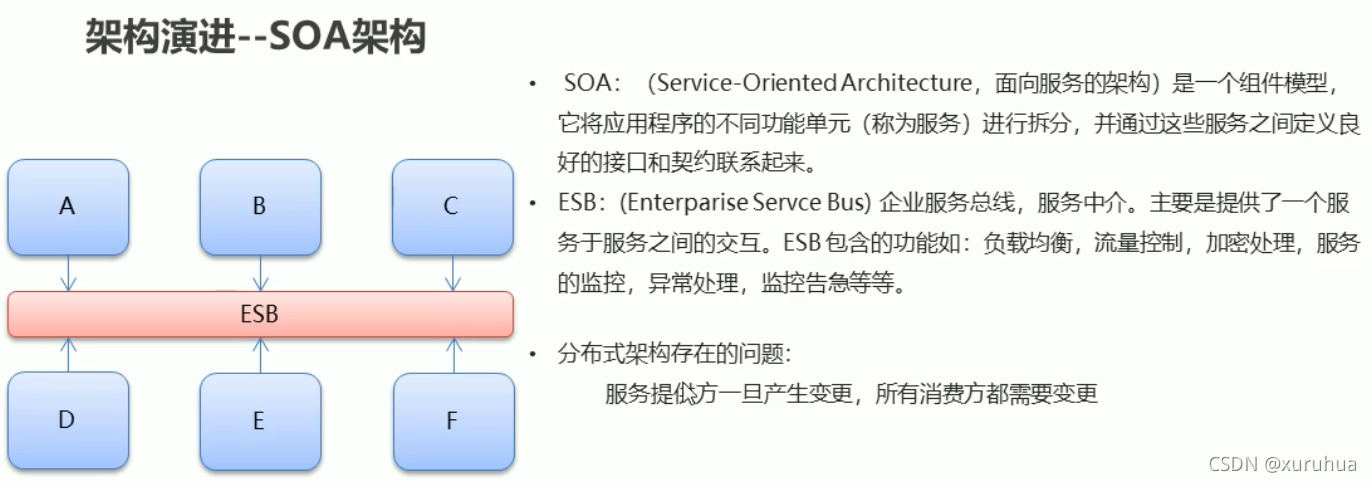 架构演进--SOA架构
• SOA：（Service-Oriented Architecture，面向服务的架构）是一个组件模型，
它将应用程序的不同功能单元（称为服务）进行拆分，并通过这些服务之间定义良
好的接口和契约联系起来。
• ESB：(Enterparise Servce Bus) 企业服务总线，服务中介。主要是提供了一个服
务于服务之间的交互。ESB 包含的功能如：负载均衡，流量控制，加密处理，服务
的监控，异常处理，监控告急等等。
• 分布式架构存在的问题：
服务提供方一旦产生变更，所有消费方都需要变更
A
B
C
ESB
D
E
F
CSDN @xuruhua